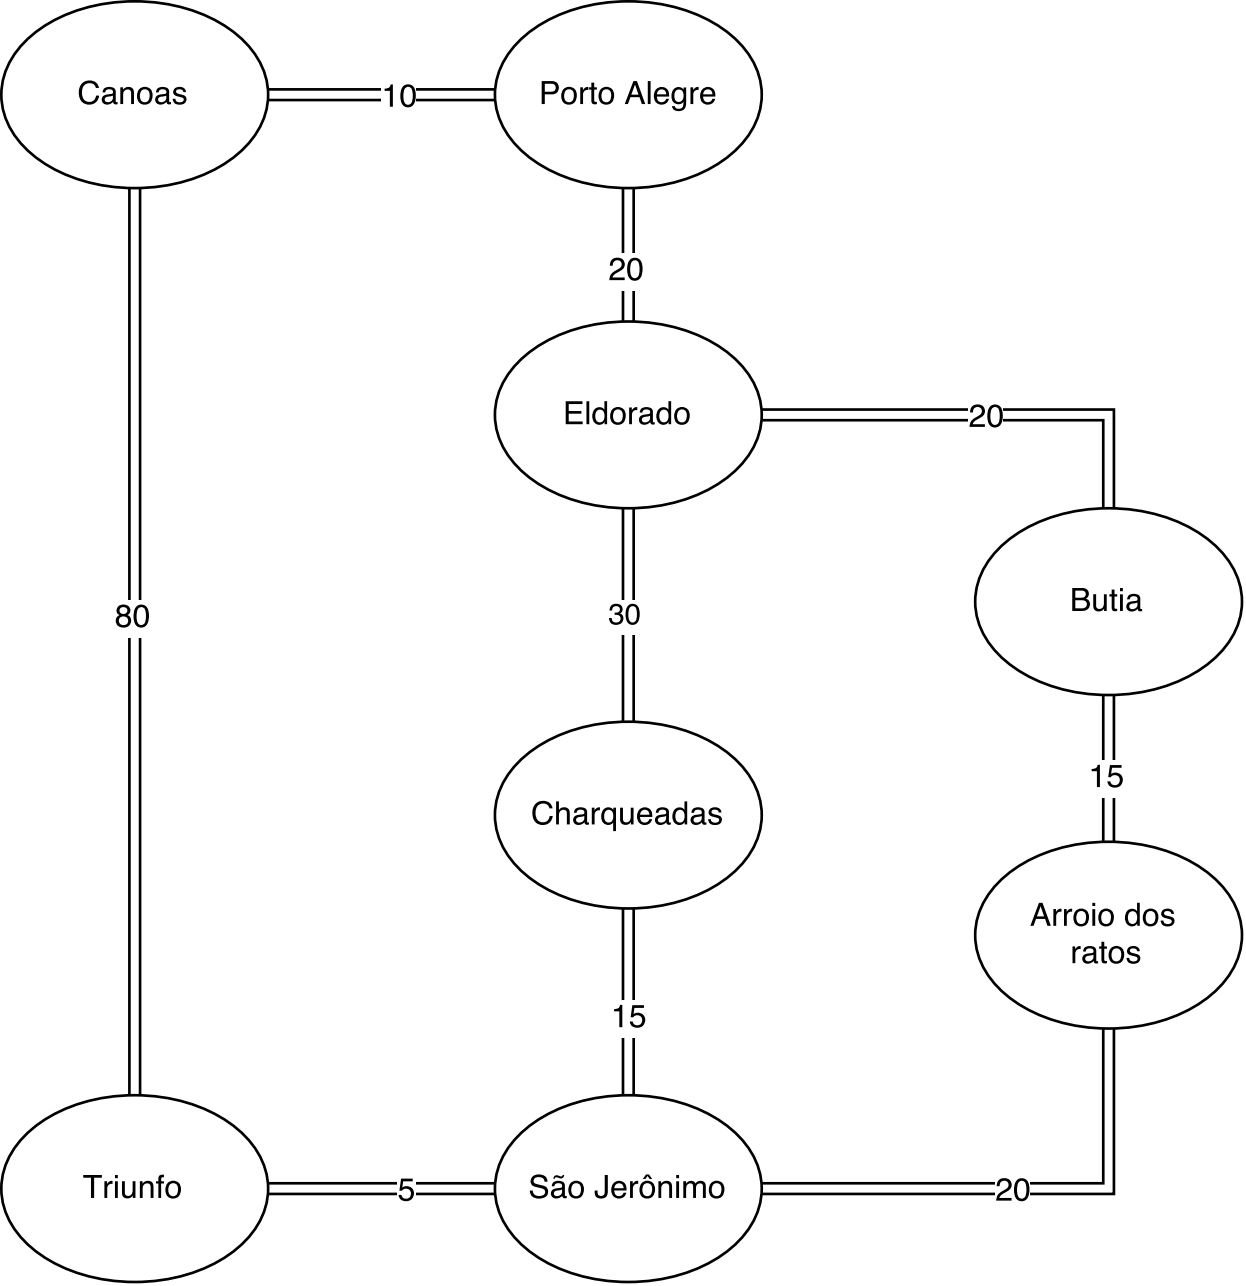 Canoas
10
Porto Alegre
20
Eldorado
20
80
30
Butia
15
Charqueadas
Arroio dos
ratos
15
Triunfo
5
São Jerônimo
20